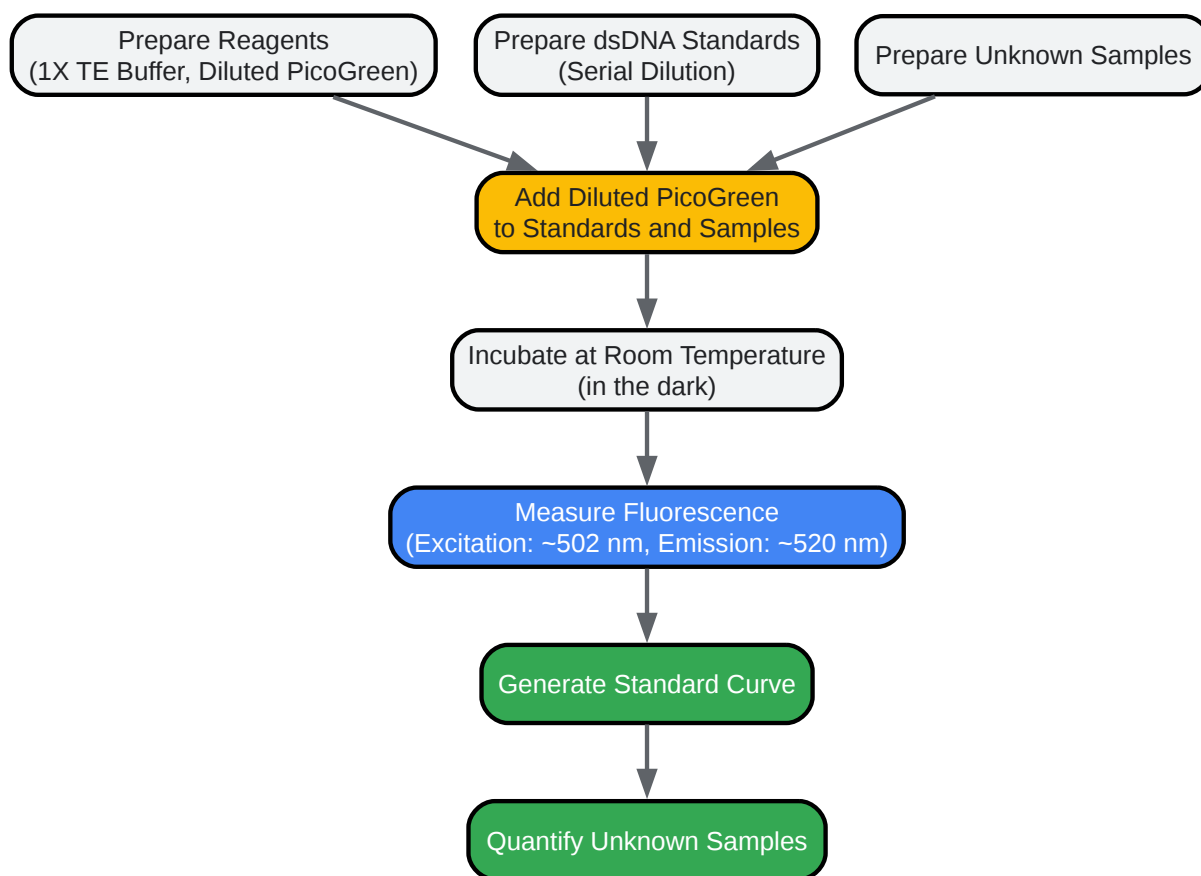 Prepare Reagents
(1X TE Buffer, Diluted PicoGreen)
Prepare dsDNA Standards
(Serial Dilution)
Prepare Unknown Samples
Add Diluted PicoGreen
to Standards and Samples
Incubate at Room Temperature
(in the dark)
Measure Fluorescence
(Excitation: ~502 nm, Emission: ~520 nm)
Generate Standard Curve
Quantify Unknown Samples